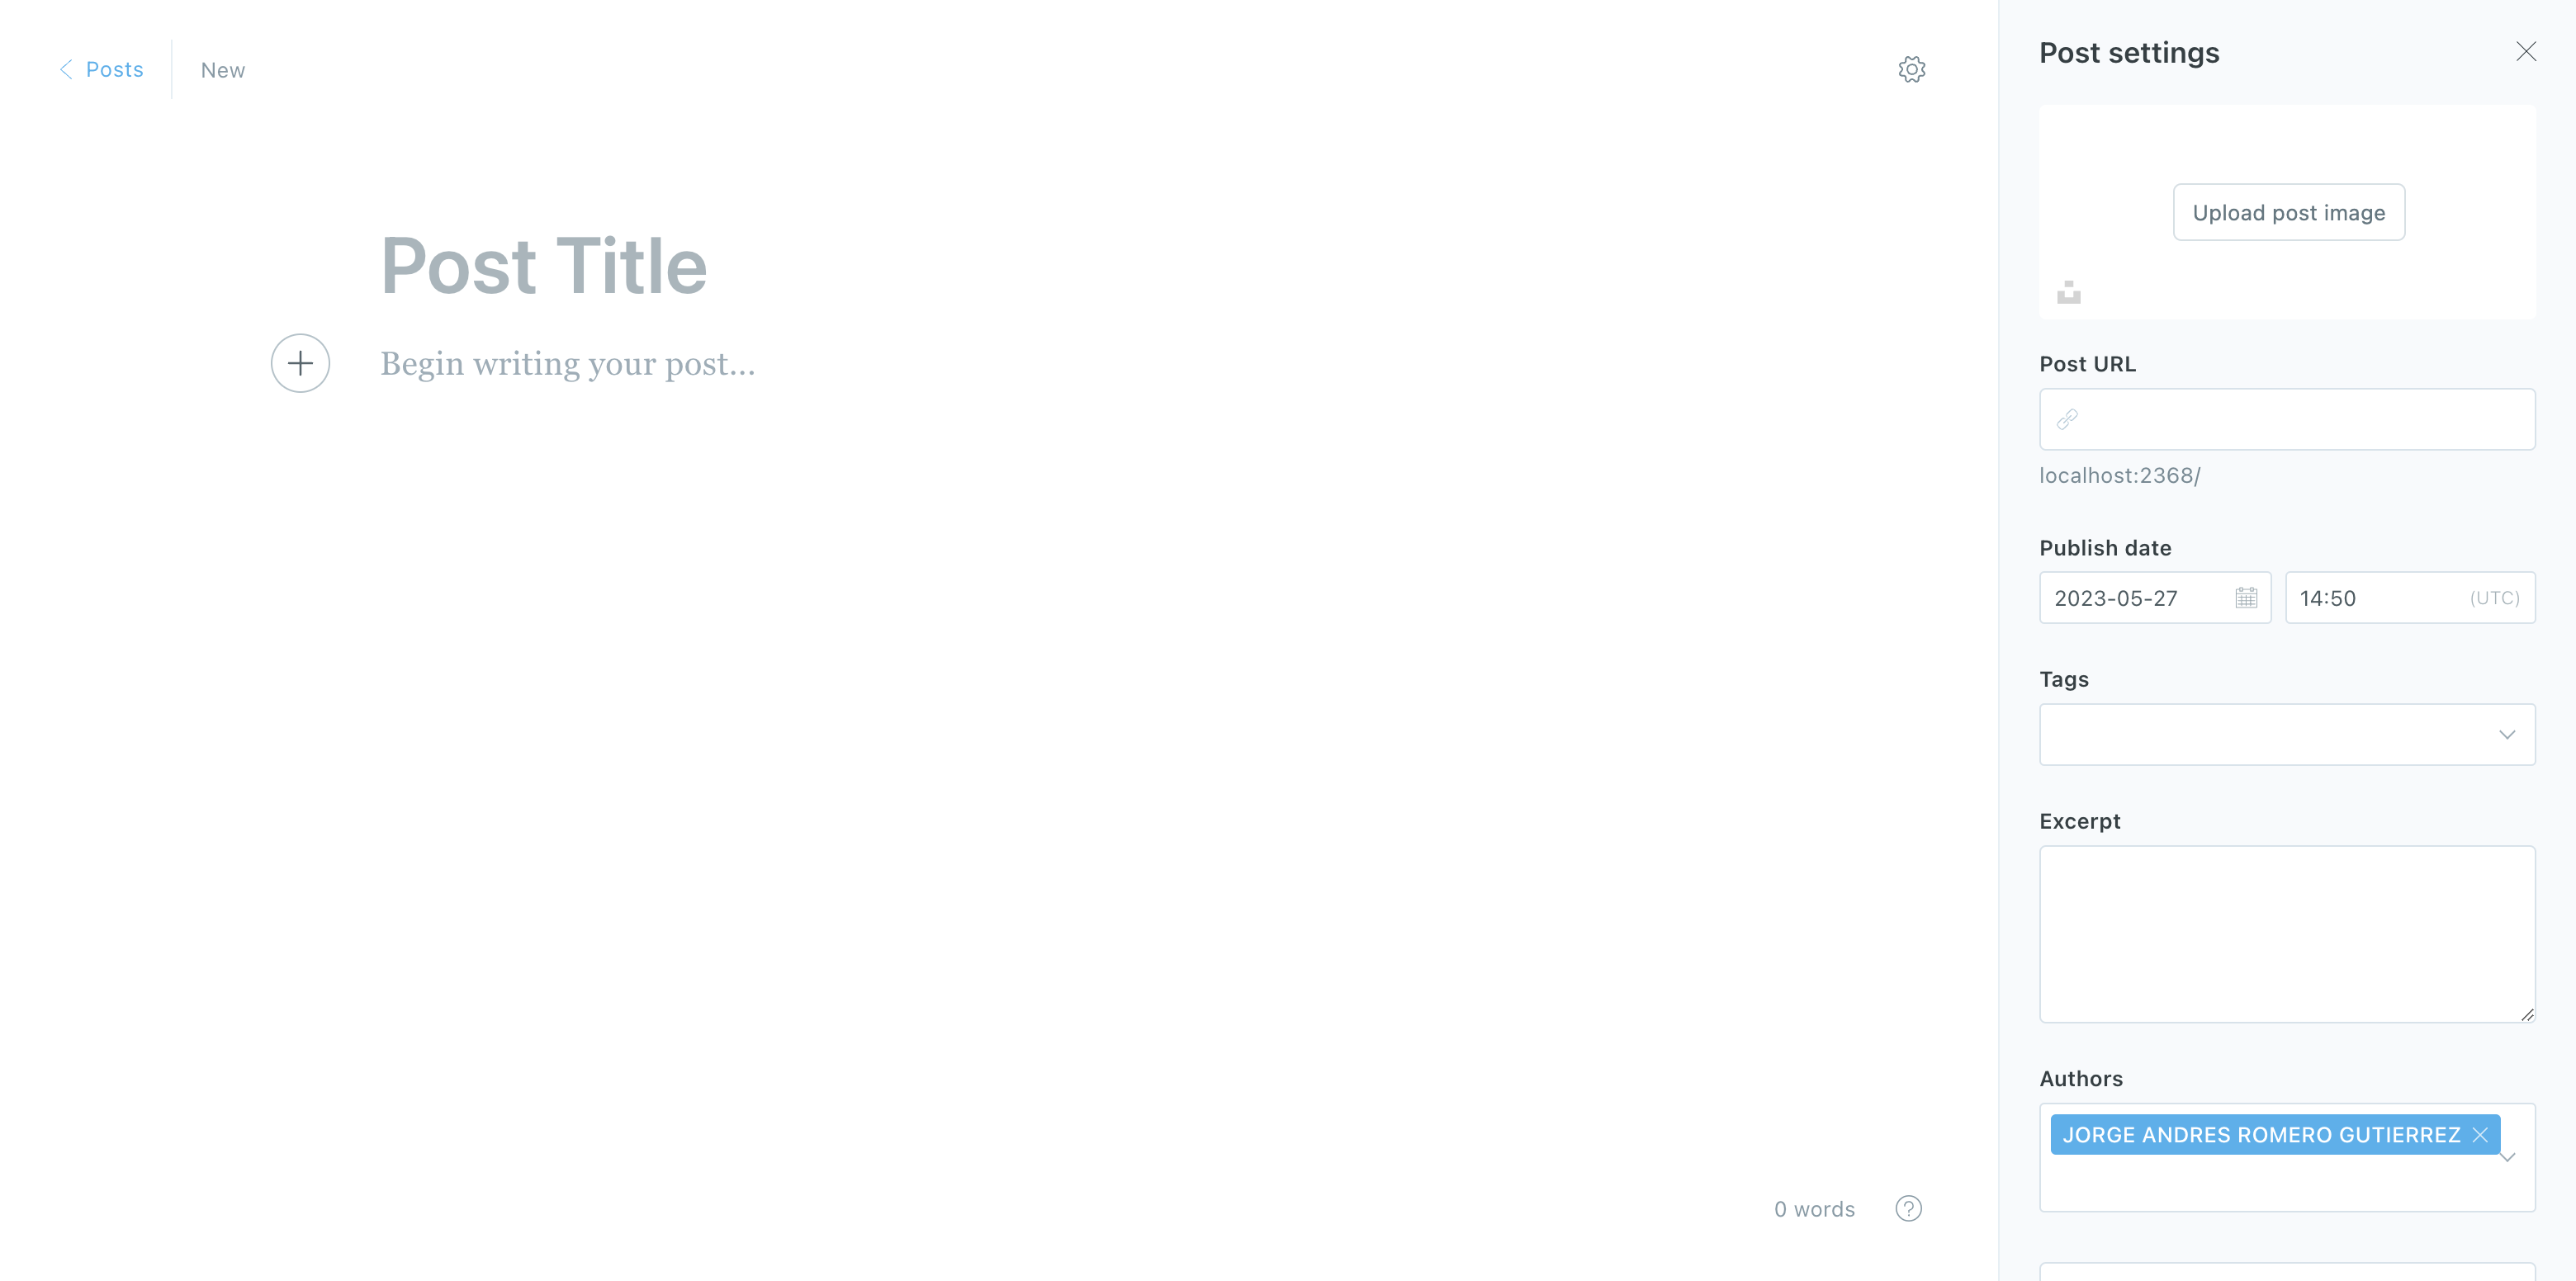 Posts
New
Post Title
Begin writing your post...
0 words
?
Post settings
Upload post image
Post URL
localhost:2368/
Publish date
2023-05-27
14:50 (UTC)
Tags
Excerpt
Authors
JORGE ANDRES ROMERO GUTIERREZ